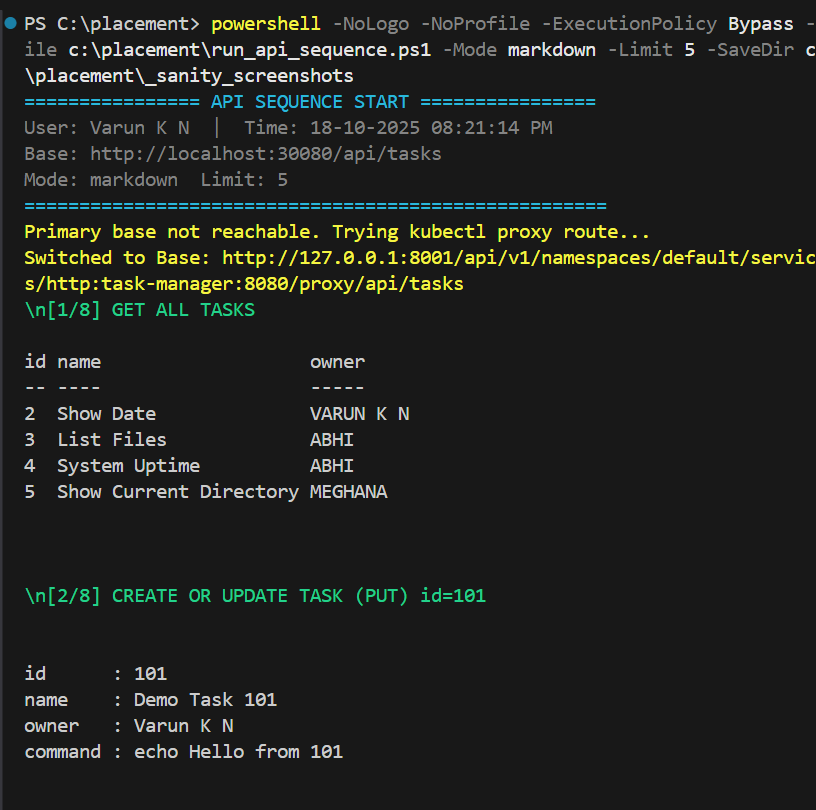 PS C:\placement> powershell -NoLogo -NoProfile -ExecutionPolicy Bypass -
ile c:\placement\run_api_sequence.ps1 -Mode markdown -Limit 5 -SaveDir c
\placement\_sanity_screenshots
================ API SEQUENCE START ================
User: Varun K N | Time: 18-10-2025 08:21:14 PM
Base: http://localhost:30080/api/tasks
Mode: markdown  Limit: 5
=====================================================
Primary base not reachable. Trying kubectl proxy route...
Switched to Base: http://127.0.0.1:8001/api/v1/namespaces/default/servic
s/http:task-manager:8080/proxy/api/tasks
\n[1/8] GET ALL TASKS
id name                   owner
-- ----                   -----
2  Show Date              VARUN K N
3  List Files             ABHI
4  System Uptime          ABHI
5  Show Current Directory MEGHANA
\n[2/8] CREATE OR UPDATE TASK (PUT) id=101
id      : 101
name    : Demo Task 101
owner   : Varun K N
command : echo Hello from 101